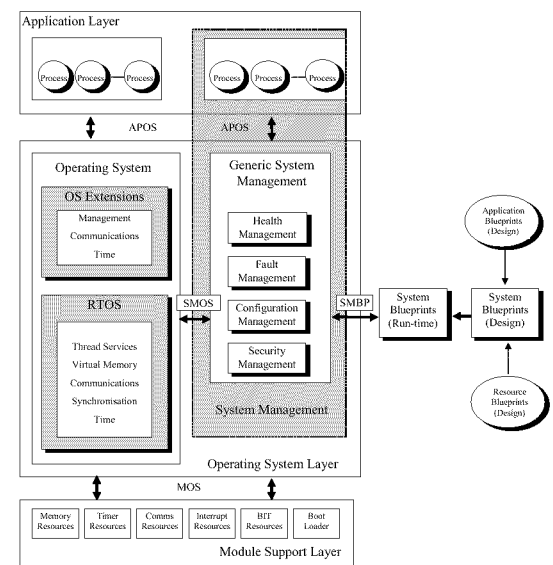 Application Layer
Process
Process
Process
Process
Process
Process
APOS
APOS
Operating System
OS Extensions
Management
Communications
Time
RTOS
Thread Services
Virtual Memory
Communications
Synchronisation
Time
SMOS
Generic System
Management
Health
Management
Fault
Management
Configuration
Management
Security
Management
System Management
Operating System Layer
SMBP
System
Blueprints
(Run-time)
System
Blueprints
(Design)
Application
Blueprints
(Design)
Resource
Blueprints
(Design)
MOS
Memory
Resources
Timer
Resources
Comms
Resources
Interrupt
Resources
BIT
Resources
Boot
Loader
Module Support Layer